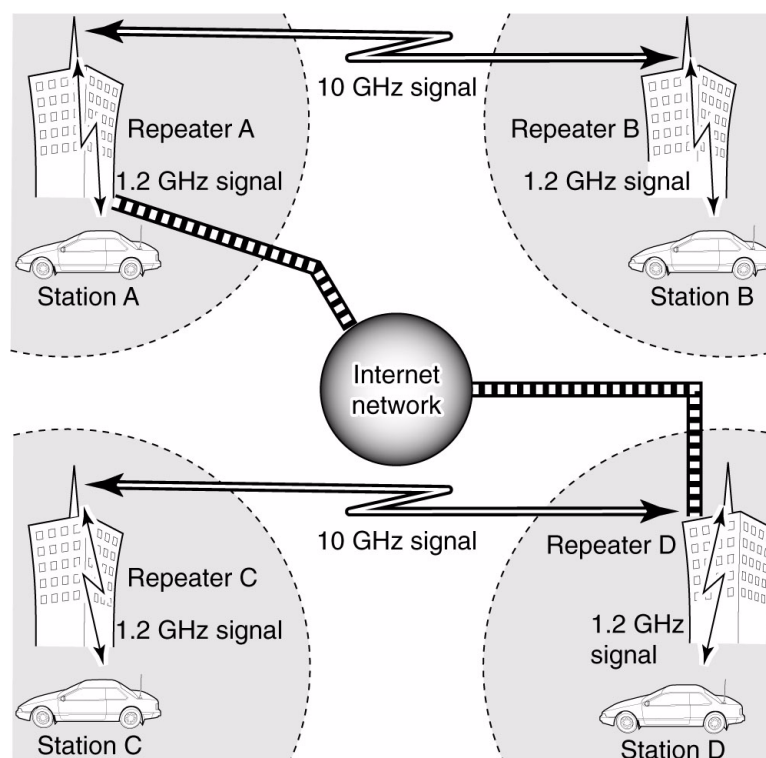 10 GHz signal
Repeater A
Repeater B
1.2 GHz signal
1.2 GHz signal
Station A
Station B
Internet
network
10 GHz signal
Repeater D
Repeater C
1.2 GHz signal
1.2 GHz
signal
Station C
Station D